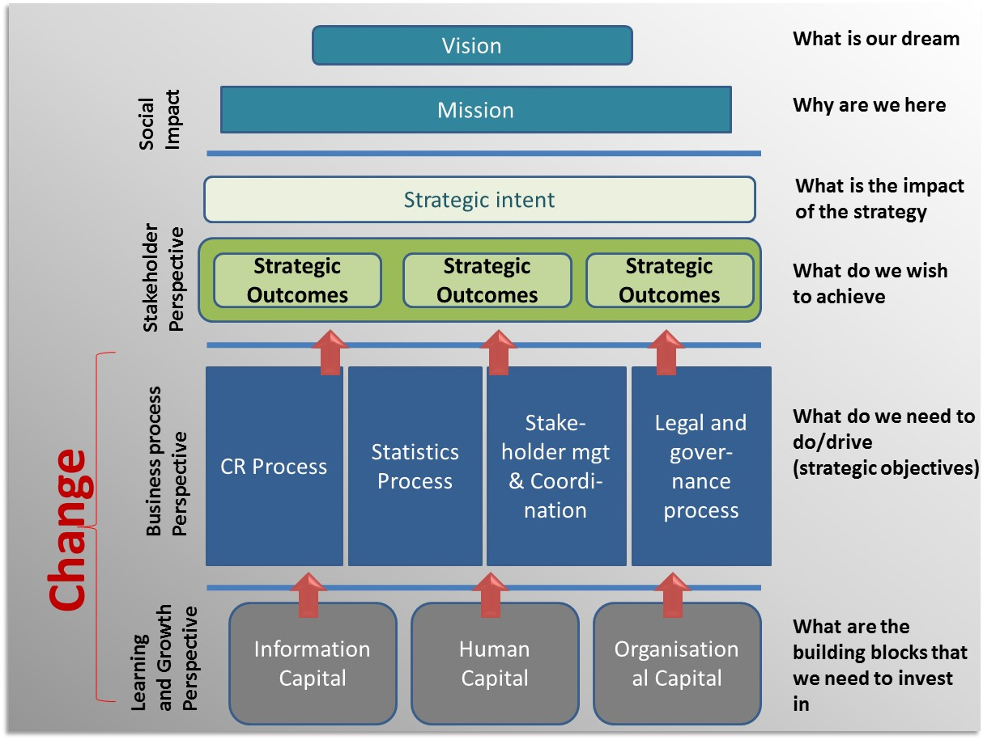 Vision
What is our dream
Social
Impact
Mission
Why are we here
Strategic intent
What is the impact
of the strategy
Stakeholder
Perspective
Strategic
Outcomes
Strategic
Outcomes
Strategic
Outcomes
What do we wish
to achieve
Change
Business process
Perspective
CR Process
Statistics
Process
Stake-
holder mgt
& Coordi-
nation
Legal and
gover-
nance
process
What do we need to
do/drive
(strategic objectives)
Learning
and Growth
Perspective
Information
Capital
Human
Capital
Organisation
al Capital
What are the
building blocks that
we need to invest
in